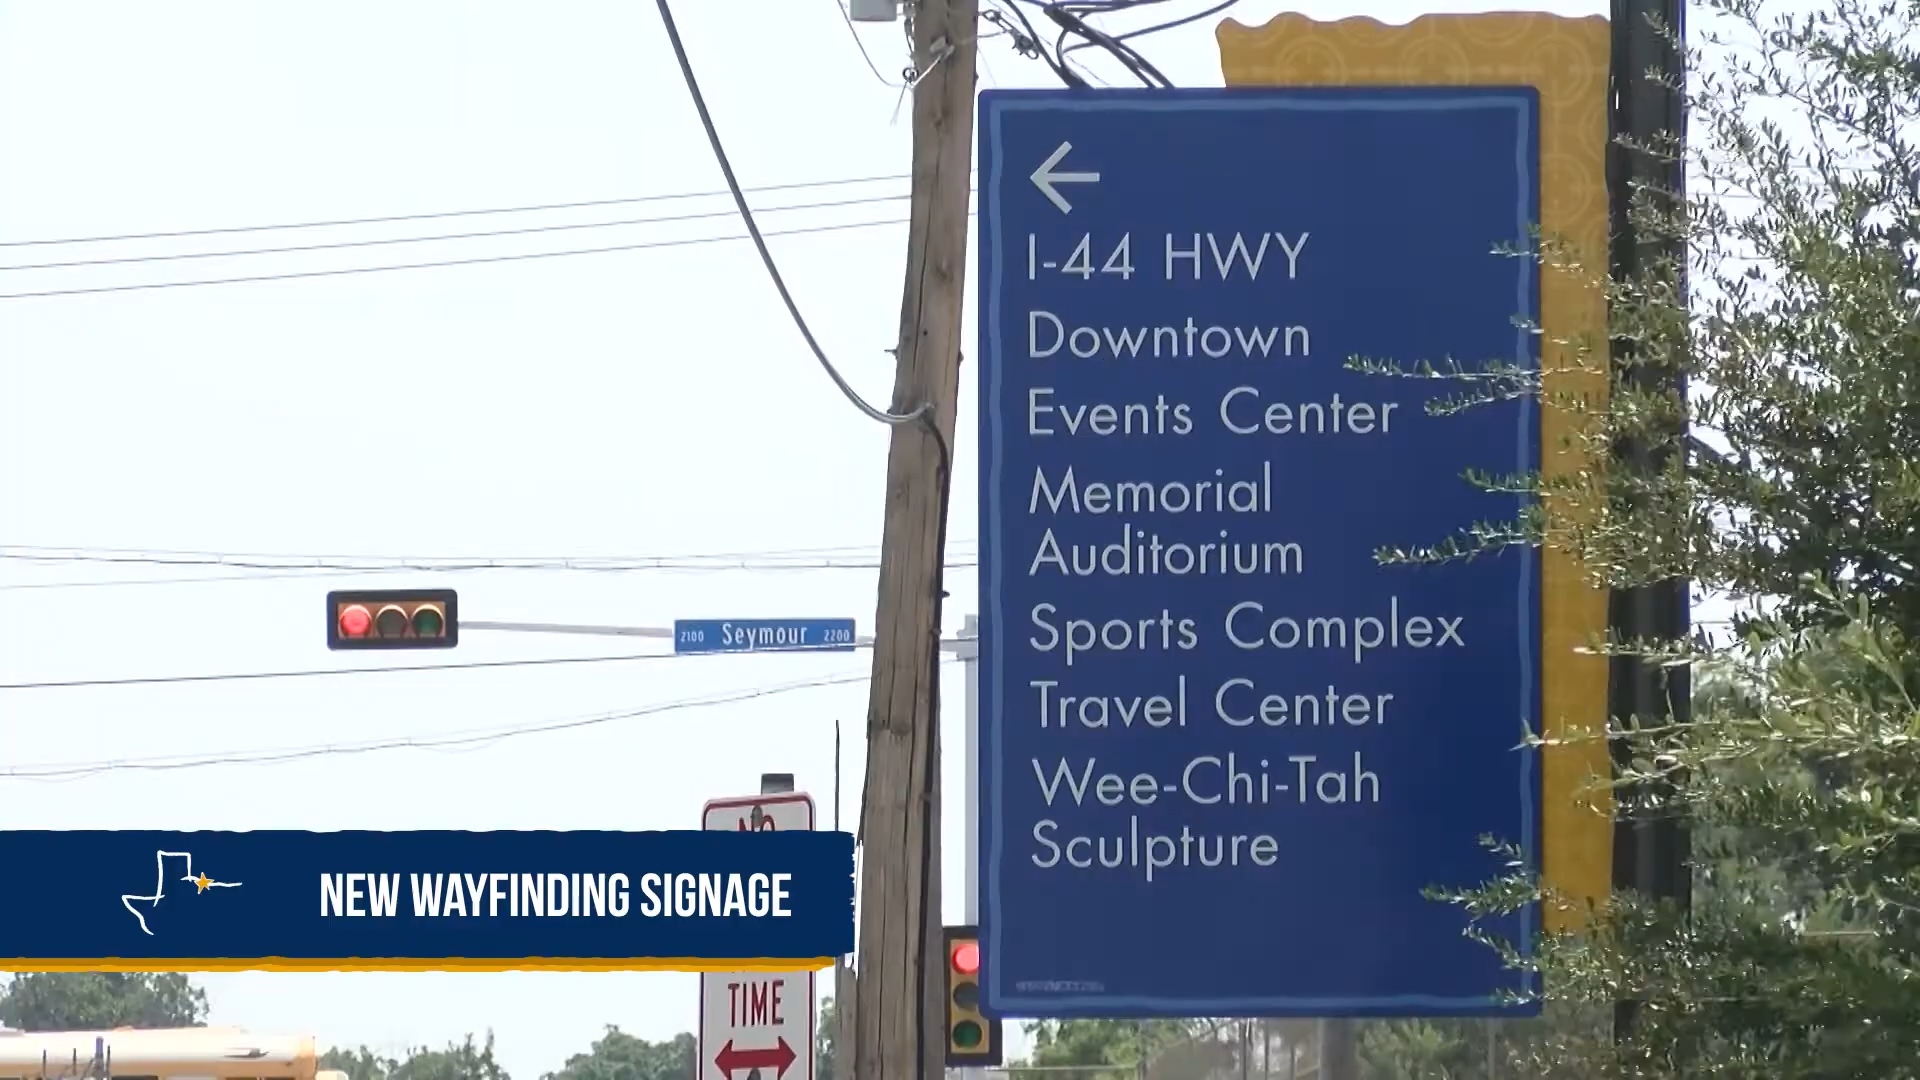 I-44 HWY
Downtown
Events Center
Memorial
Auditorium
Sports Complex
Travel Center
Wee-Chi-Tah
Sculpture
2100 Seymour 2200
NO
NEW WAYFINDING SIGNAGE
TIME